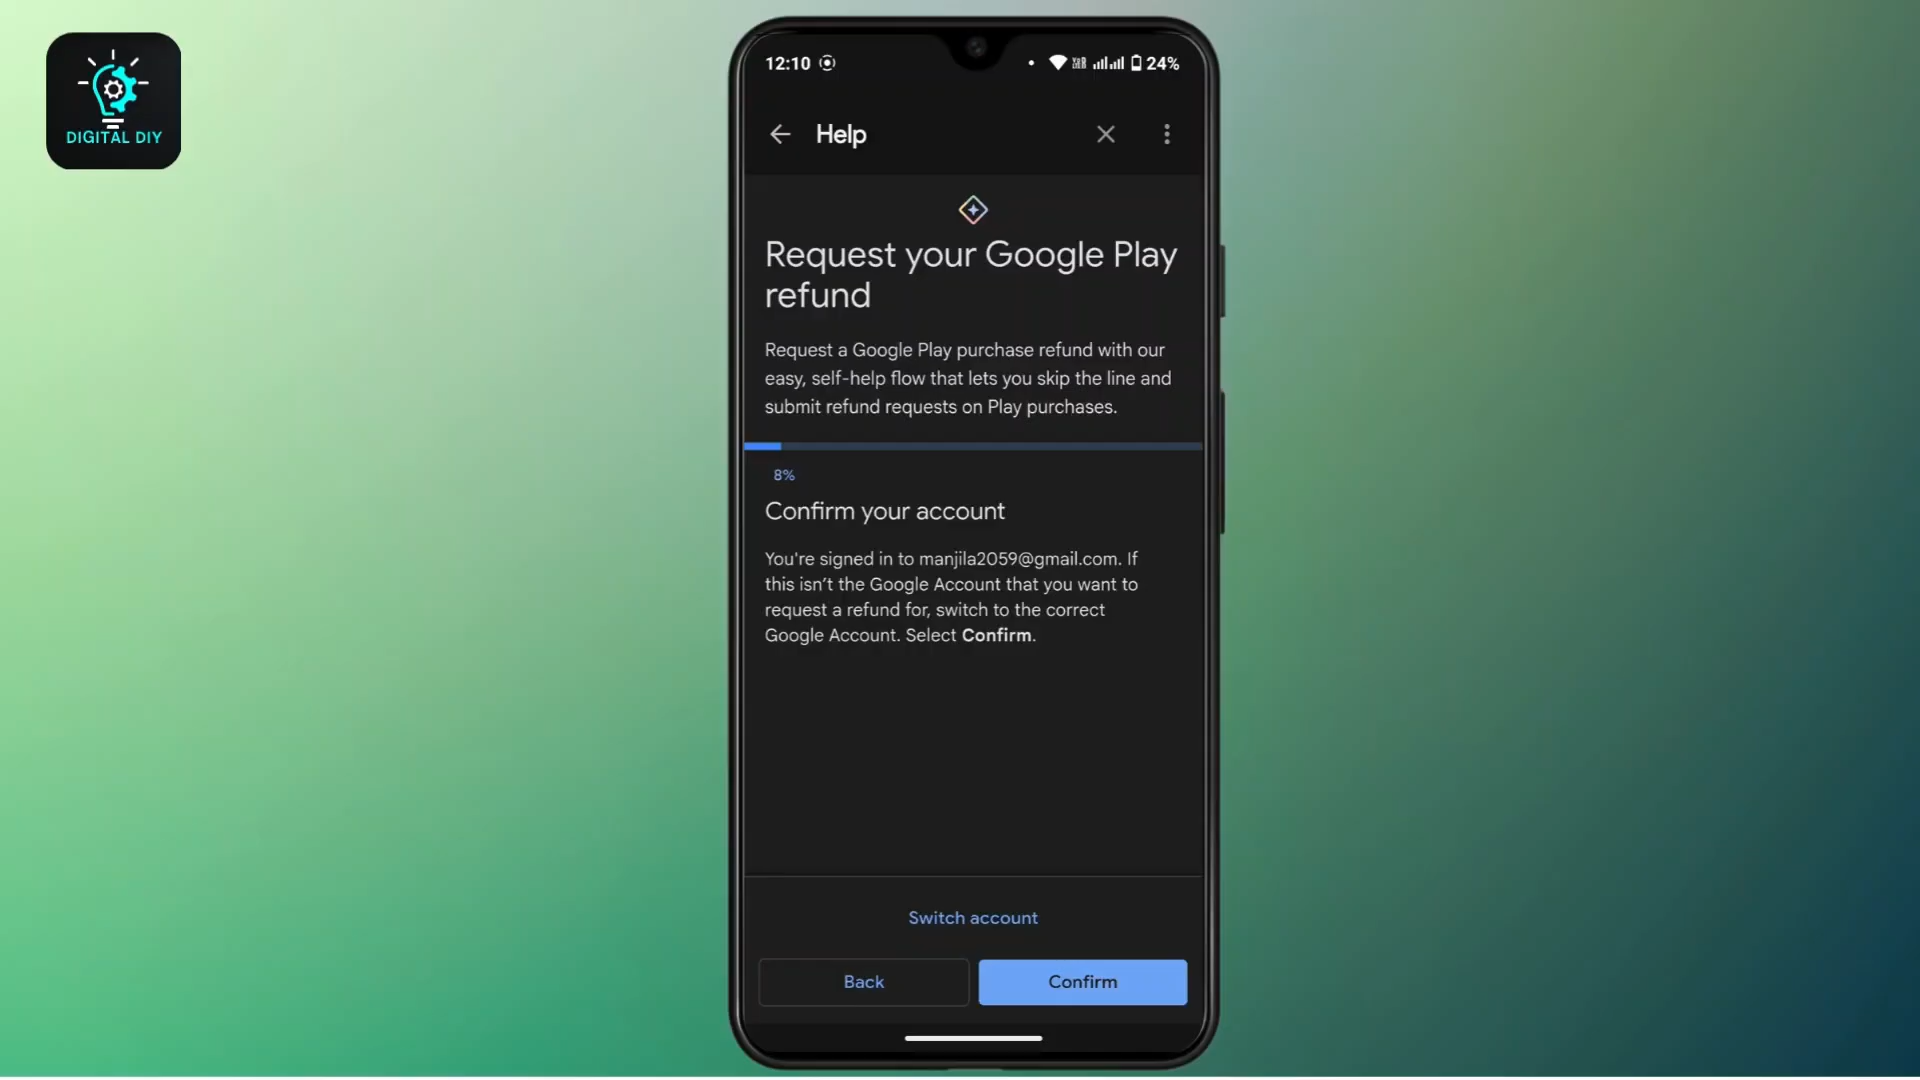 DIGITAL DIY
12:10
24%
Help
Request your Google Play
refund
Request a Google Play purchase refund with our
easy, self-help flow that lets you skip the line and
submit refund requests on Play purchases.
8%
Confirm your account
You're signed in to manjila2059@gmail.com. If
this isn’t the Google Account that you want to
request a refund for, switch to the correct
Google Account. Select Confirm.
Switch account
Back
Confirm